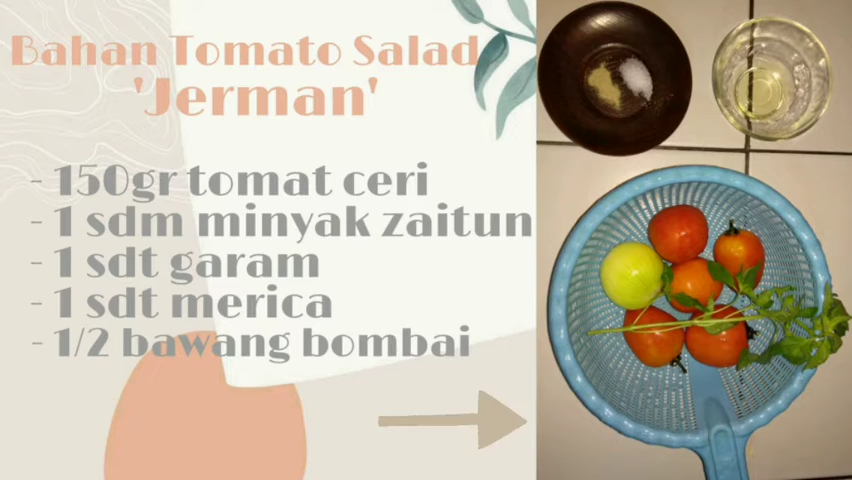 Bahan Tomato Salad
'Jerman'
- 150gr tomat ceri
- 1 sdm minyak zaitun
- 1 sdt garam
- 1 sdt merica
- 1/2 bawang bombai